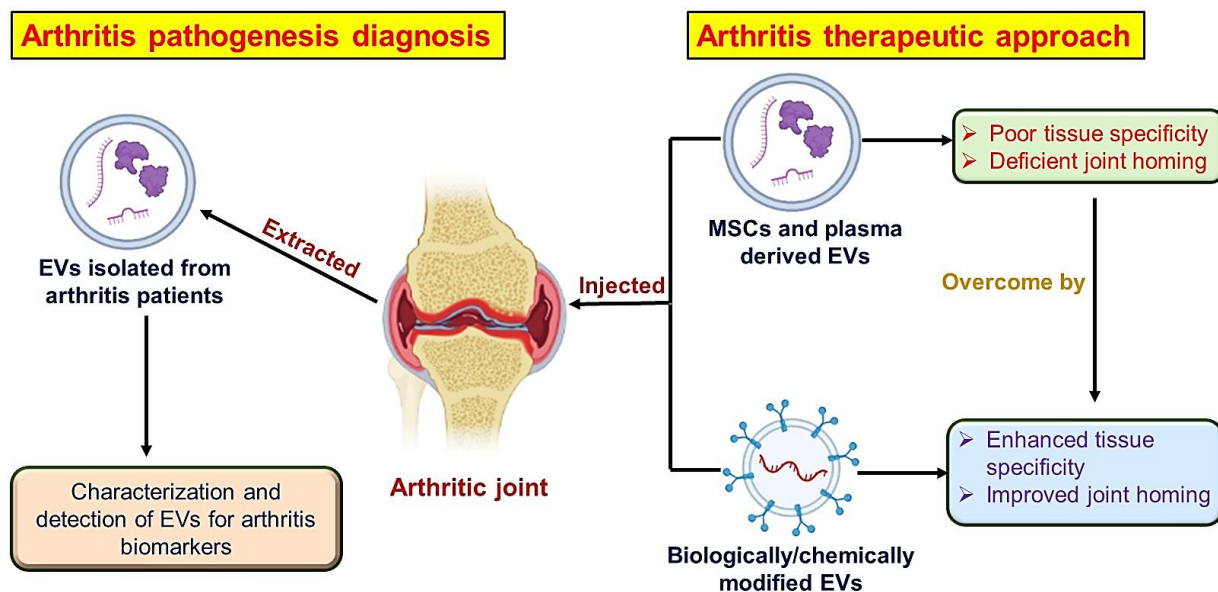 Arthritis pathogenesis diagnosis
EVs isolated from
arthritis patients
Extracted
Characterization and
detection of EVs for arthritis
biomarkers
Arthritic joint
Injected
Arthritis therapeutic approach
MSCs and plasma
derived EVs
➢ Poor tissue specificity
➢ Deficient joint homing
Overcome by
Biologically/chemically
modified EVs
➢ Enhanced tissue
specificity
➢ Improved joint homing